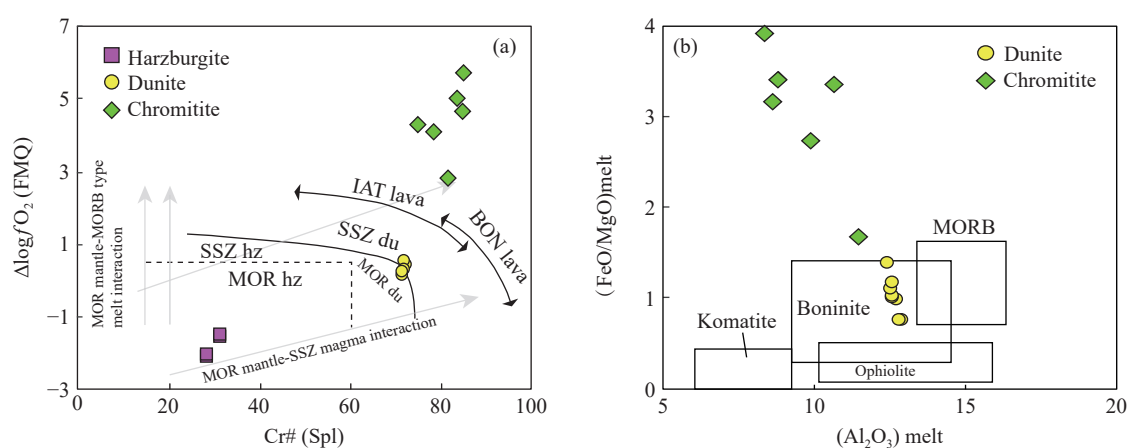 7
5
3
1
−1
−3
ΔlogfO₂ (FMQ)
(a)
Harzburgite
Dunite
Chromitite
MOR mantle-MORB type
melt interaction
IAT lava
BON lava
SSZ du
SSZ hz
MOR hz
MOR du
MOR mantle-SSZ magma interaction
0
20
40
60
80
100
Cr# (Spl)
4
3
2
1
0
(FeO/MgO)melt
(b)
Dunite
Chromitite
MORB
Boninite
Komatite
Ophiolite
5
10
15
20
(Al₂O₃) melt